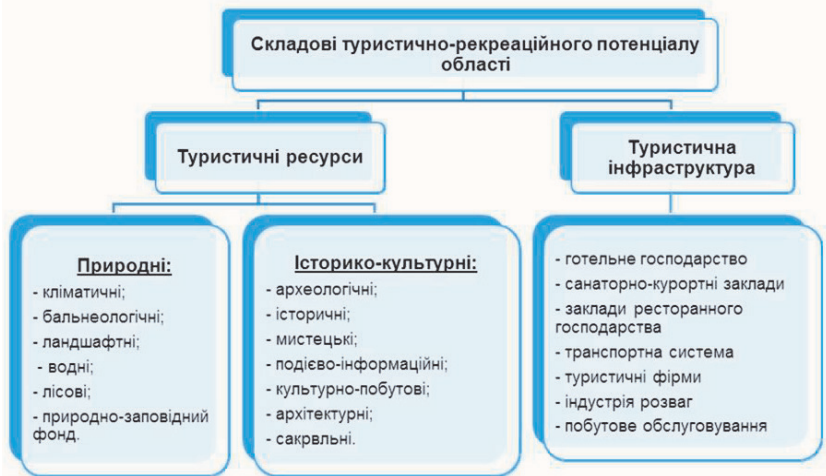 Складові туристично-рекреаційного потенціалу
області
Туристичні ресурси
Туристична
інфраструктура
Природні:
- кліматичні;
- бальнеологічні;
- ландшафтні;
- водні;
- лісові;
- природно-заповідний
фонд.
Історико-культурні:
- археологічні;
- історичні;
- мистецькі;
- подієво-інформаційні;
- культурно-побутові;
- архітектурні;
- сакрвльні.
- готельне господарство
- санаторно-курортні заклади
- заклади ресторанного
господарства
- транспортна система
- туристичні фірми
- індустрія розваг
- побутове обслуговування